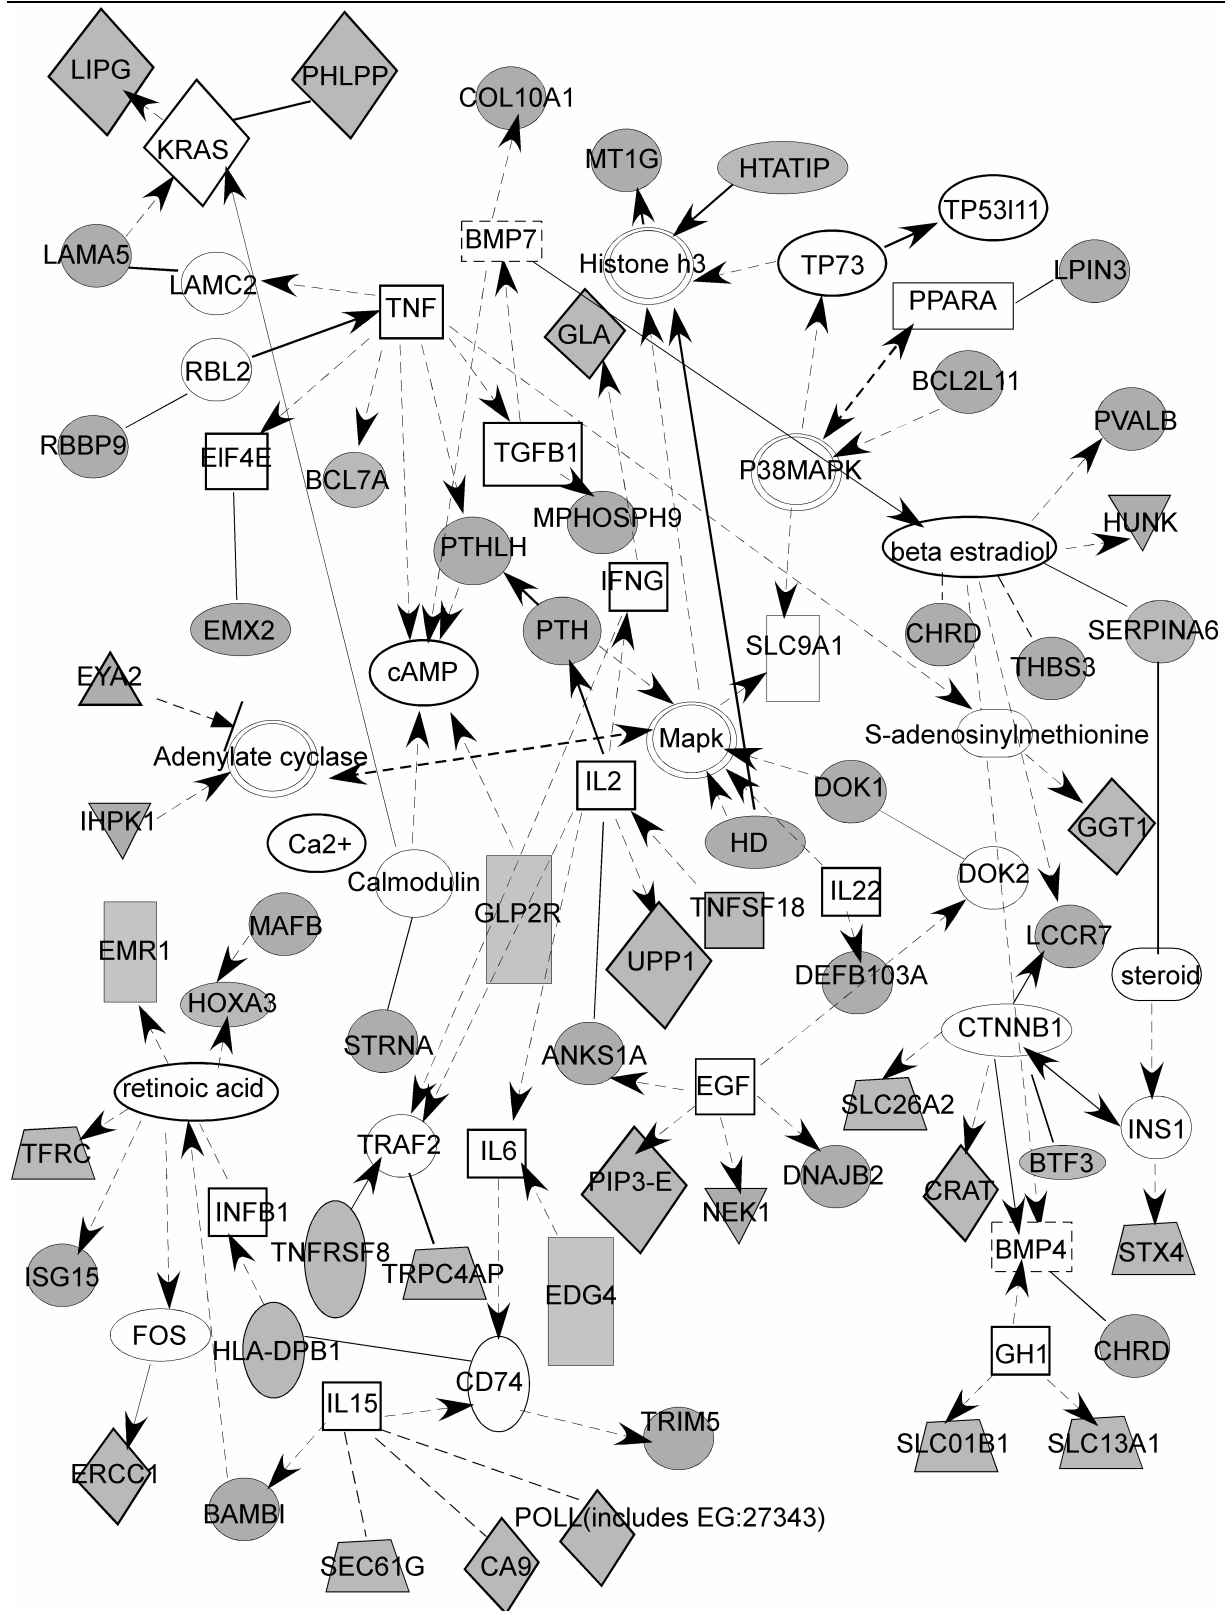 LIPG
PHLPP
COL10A1
KRAS
MT1G
HTATIP
TP53I11
BMP7
LAMA5
Histone h3
TP73
LPIN3
LAMC2
TNF
PPARA
GLA
RBL2
BCL2L11
PVALB
RBBP9
EIF4E
TGFB1
P38MAPK
BCL7A
MPHOSPH9
HUNK
PTHLH
beta estradiol
IFNG
EMX2
PTH
CHRD
SERPINA6
SLC9A1
EYA2
cAMP
THBS3
Adenylate cyclase
Mapk
S-adenosinylmethionine
IL2
DOK1
IHPK1
GGT1
Ca2+
HD
Calmodulin
DOK2
IL22
GLP2R
TNFSF18
MAFB
EMR1
LCCR7
UPP1
DEFB103A
steroid
HOXA3
CTNNB1
STRNA
ANKS1A
EGF
retinoic acid
SLC26A2
TRAF2
IL6
INS1
TFRC
BTF3
PIP3-E
DNAJB2
CRAT
INFB1
NEK1
TNFRSF8
BMP4
STX4
ISG15
TRPC4AP
EDG4
FOS
HLA-DPB1
GH1
CHRD
CD74
IL15
TRIM5
SLC01B1
SLC13A1
ERCC1
BAMBI
POLL(includes EG:27343)
SEC61G
CA9